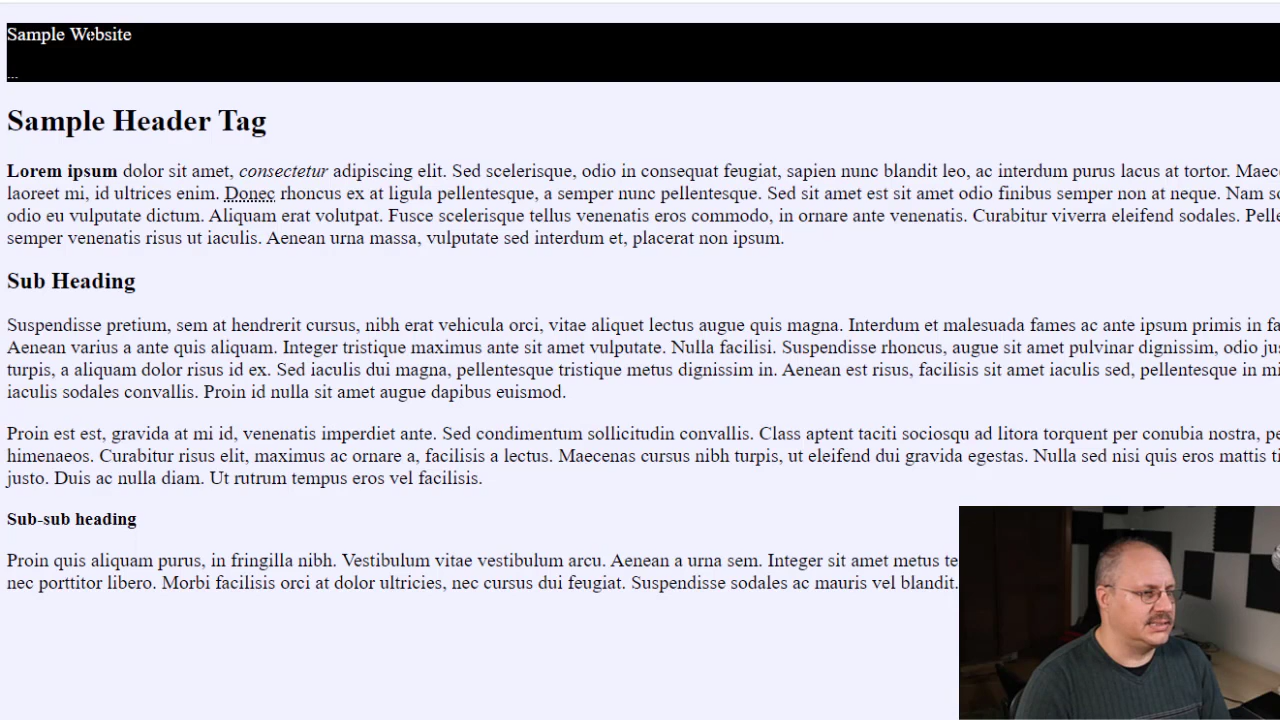 Sample Website
...
Sample Header Tag
Lorem ipsum dolor sit amet, consectetur adipiscing elit. Sed scelerisque, odio in consequat feugiat, sapien nunc blandit leo, ac interdum purus lacus at tortor.
laoreet mi, id ultrices enim. Donec rhoncus ex at ligula pellentesque, a semper nunc pellentesque. Sed sit amet est sit amet odio finibus semper non at neque. Nam
odio eu vulputate dictum. Aliquam erat volutpat. Fusce scelerisque tellus venenatis eros commodo, in ornare ante venenatis. Curabitur viverra eleifend sodales.
semper venenatis risus ut iaculis. Aenean urna massa, vulputate sed interdum et, placerat non ipsum.
Sub Heading
Suspendisse pretium, sem at hendrerit cursus, nibh erat vehicula orci, vitae aliquet lectus augue quis magna. Interdum et malesuada fames ac ante ipsum primis in
Aenean varius a ante quis aliquam. Integer tristique maximus ante sit amet vulputate. Nulla facilisi. Suspendisse rhoncus, augue sit amet pulvinar dignissim, odio
turpis, a aliquam dolor risus id ex. Sed iaculis dui magna, pellentesque tristique metus dignissim in. Aenean est risus, facilisis sit amet iaculis sed, pellentesque in
iaculis sodales convallis. Proin id nulla sit amet augue dapibus euismod.
Proin est est, gravida at mi id, venenatis imperdiet ante. Sed condimentum sollicitudin convallis. Class aptent taciti sociosqu ad litora torquent per conubia nostra,
himenaeos. Curabitur risus elit, maximus ac ornare a, facilisis a lectus. Maecenas cursus nibh turpis, ut eleifend dui gravida egestas. Nulla sed nisi quis eros mattis
justo. Duis ac nulla diam. Ut rutrum tempus eros vel facilisis.
Sub-sub heading
Proin quis aliquam purus, in fringilla nibh. Vestibulum vitae vestibulum arcu. Aenean a urna sem. Integer sit amet metus
nec porttitor libero. Morbi facilisis orci at dolor ultricies, nec cursus dui feugiat. Suspendisse sodales ac mauris vel blandit.